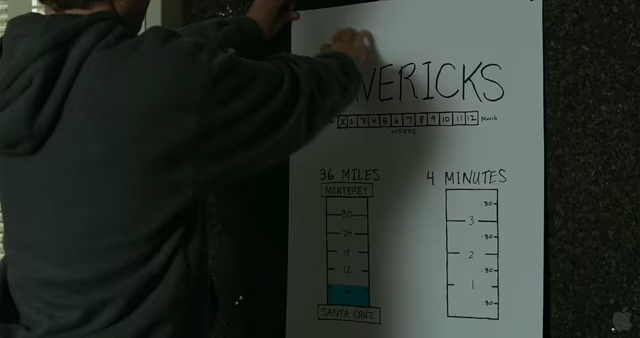 VERICKS
X 2 3 4 5 6 7 8 9 10 11 12 March
36 MILES
MONTEREY
30
24
18
12
SANTA CRUZ
4 MINUTES
:30
3
:30
2
:30
1
:30